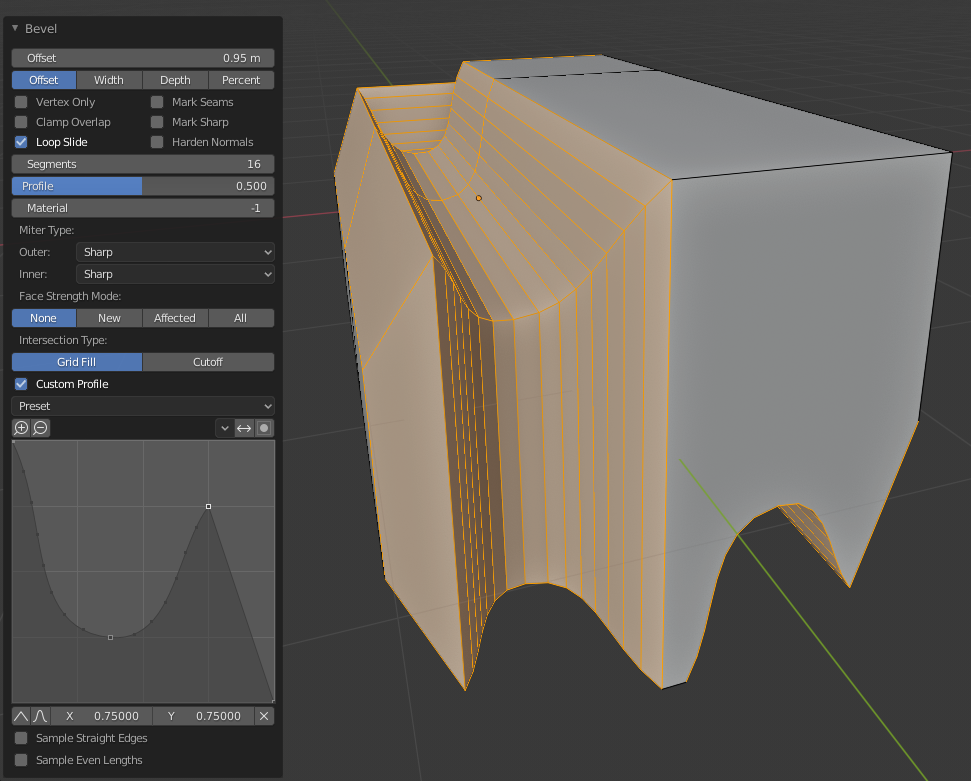 Bevel
Offset 0.95 m
Offset Width Depth Percent
Vertex Only Mark Seams
Clamp Overlap Mark Sharp
Loop Slide Harden Normals
Segments 16
Profile 0.500
Material -1
Miter Type:
Outer: Sharp
Inner: Sharp
Face Strength Mode:
None New Affected All
Intersection Type:
Grid Fill Cutoff
Custom Profile
Preset
X 0.75000 Y 0.75000
Sample Straight Edges
Sample Even Lengths